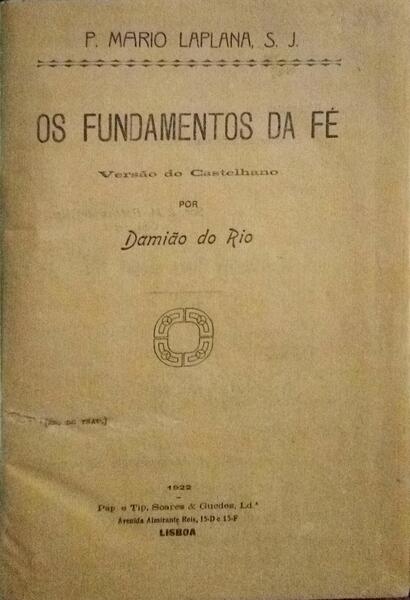 P. MARIO LAPLANA, S. J.
OS FUNDAMENTOS DA FÉ
Versão do Castelhano
POR
Damião do Rio
1922
Pap. e Tip. Soares & Guedes, Ld.ª
Avenida Almirante Reis, 15-D e 15-F
LISBOA